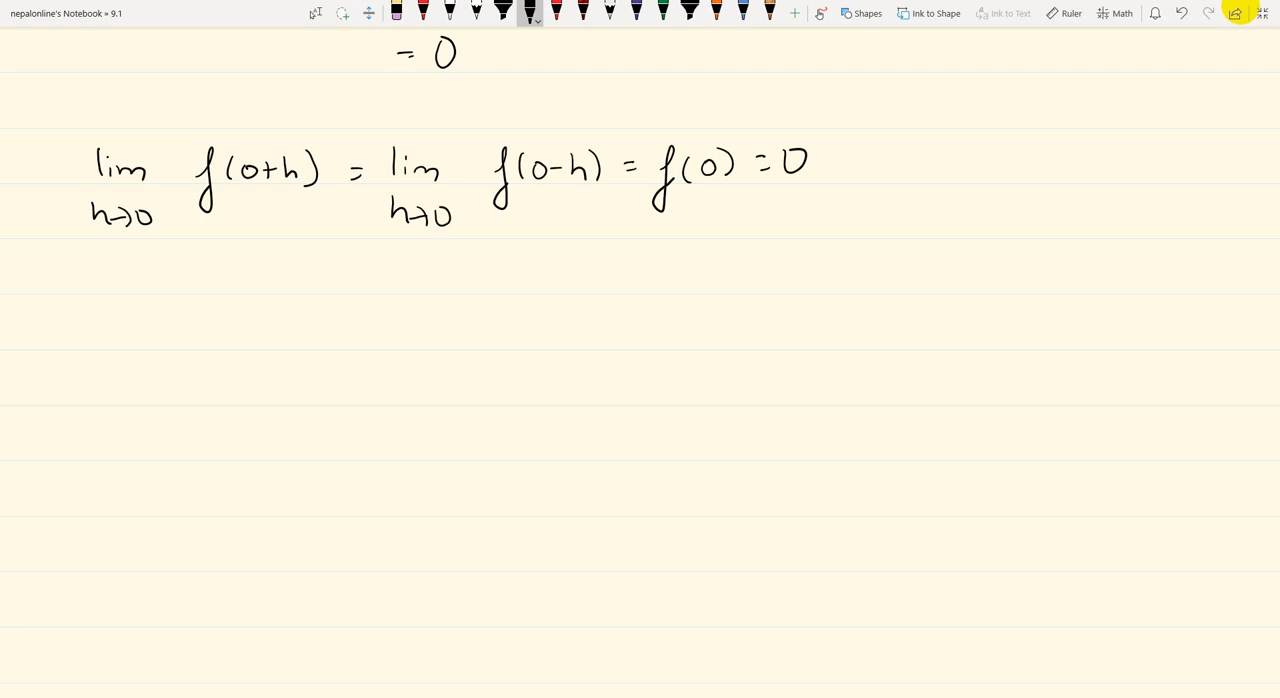 nepalonline's Notebook » 9.1 Shapes Ink to Shape Ink to Text Ruler Math
= 0
lim f(0+h) = lim f(0-h) = f(0) = 0
h→0 h→0